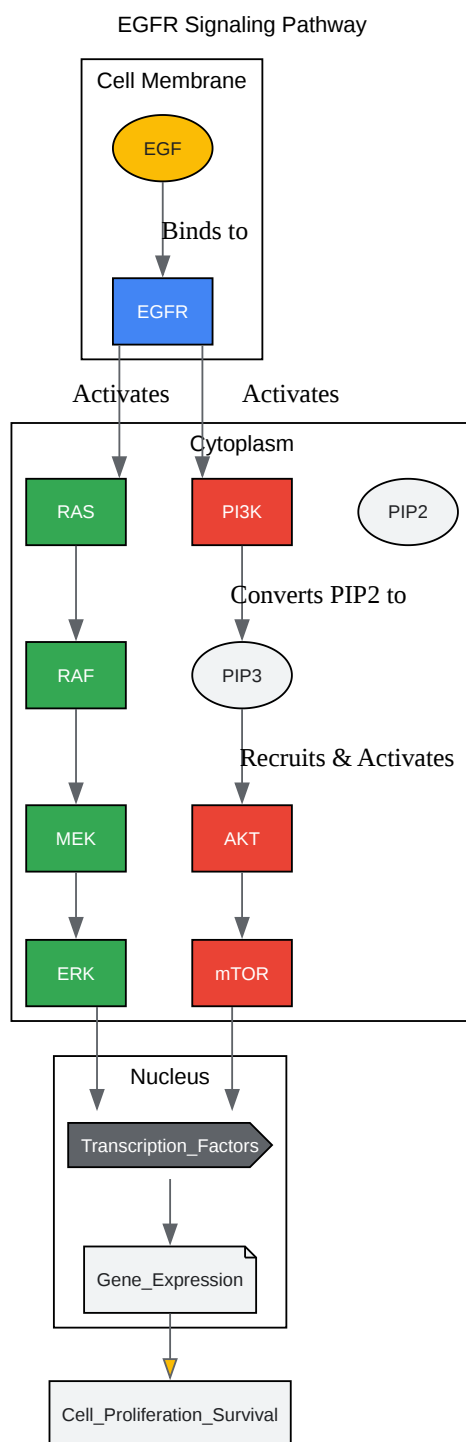 EGFR Signaling Pathway
Cell Membrane
EGF
Binds to
EGFR
Activates
Activates
Cytoplasm
RAS
PI3K
PIP2
Converts PIP2 to
RAF
PIP3
Recruits & Activates
MEK
AKT
ERK
mTOR
Nucleus
Transcription_Factors
Gene_Expression
Cell_Proliferation_Survival